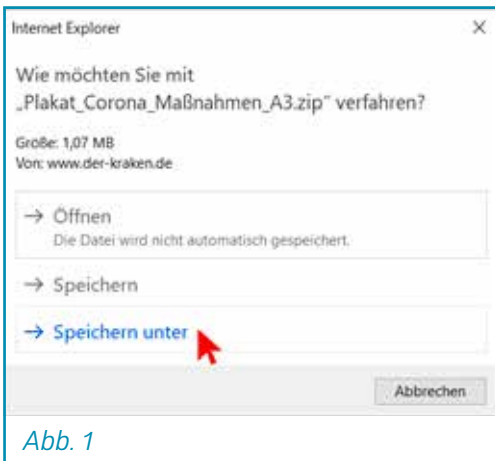 Internet Explorer
Wie möchten Sie mit
„Plakat_Corona_Maßnahmen_A3.zip" verfahren?
Größe: 1,07 MB
Von: www.der-kraken.de
→ Öffnen
Die Datei wird nicht automatisch gespeichert.
→ Speichern
→ Speichern unter
Abbrechen
Abb. 1